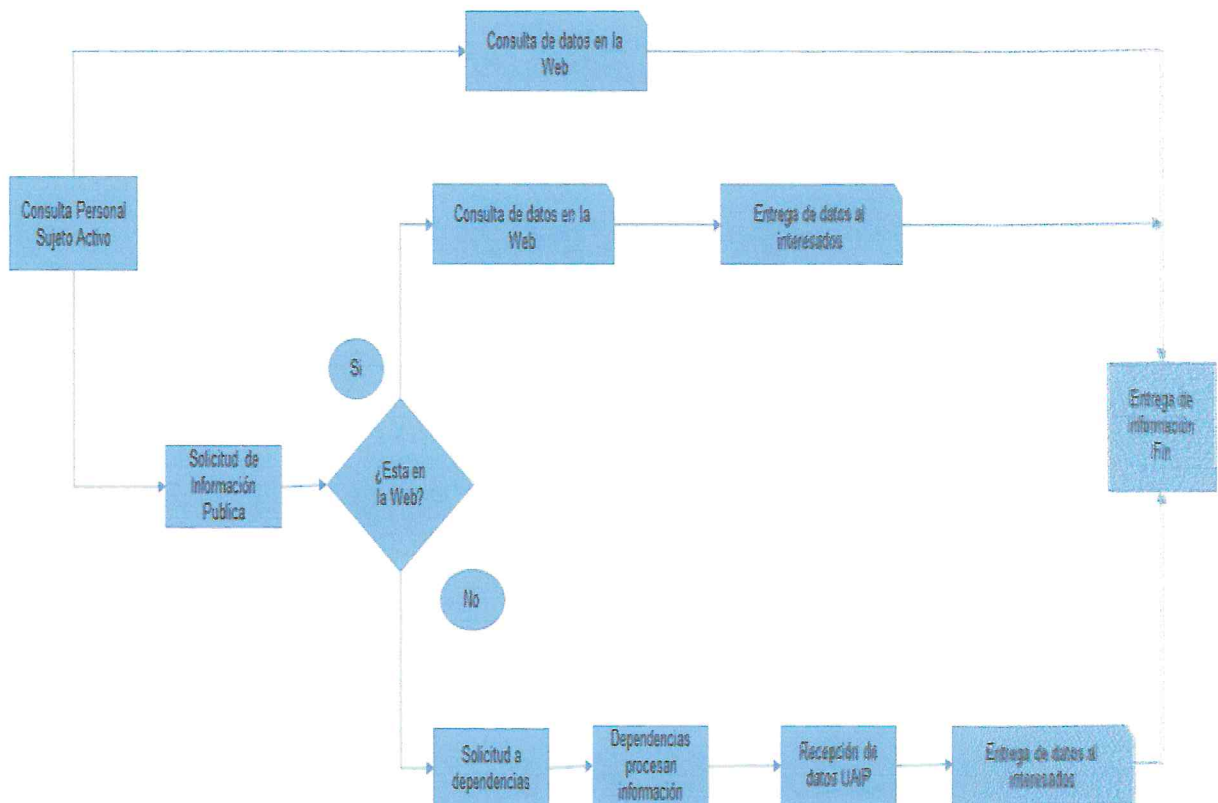 Consulta de datos en la
Web
Consulta Personal
Sujeto Activo
Consulta de datos en la
Web
Entrega de datos al
interesados
Si
Entrega de
información
/Fin
Solicitud de
Información
Publica
¿Esta en
la Web?
No
Solicitud a
dependencias
Dependencias
procesan
información
Recepción de
datos UAIP
Entrega de datos al
interesados